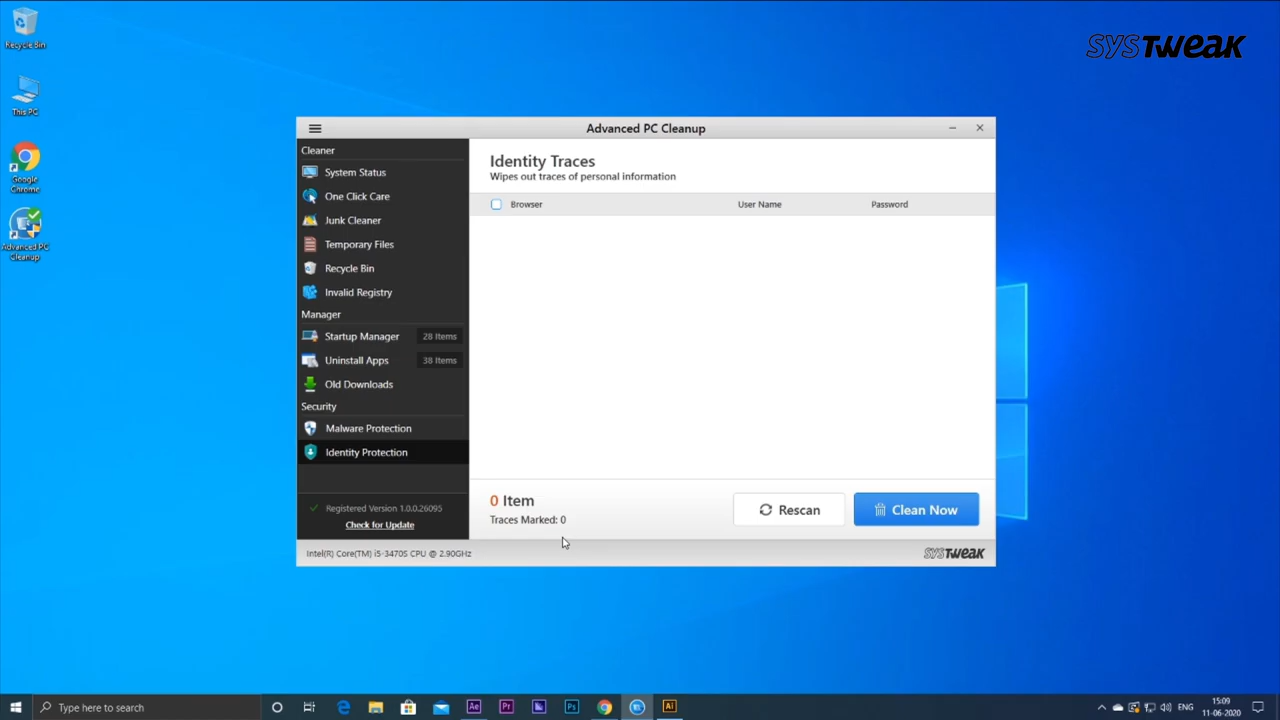 Recycle Bin
This PC
Google
Chrome
Advanced PC
Cleanup
SYSTweak
Advanced PC Cleanup
Cleaner
System Status
One Click Care
Junk Cleaner
Temporary Files
Recycle Bin
Invalid Registry
Manager
Startup Manager 28 Items
Uninstall Apps 38 Items
Old Downloads
Security
Malware Protection
Identity Protection
Registered Version 1.0.0.26095
Check for Update
Identity Traces
Wipes out traces of personal information
Browser User Name Password
0 Item
Traces Marked: 0
Rescan
Clean Now
Intel(R) Core(TM) i5-3470S CPU @ 2.90GHz
SYSTweak
Type here to search
Ae
Pr
Ps
Ai
ENG
15:09
11-06-2020